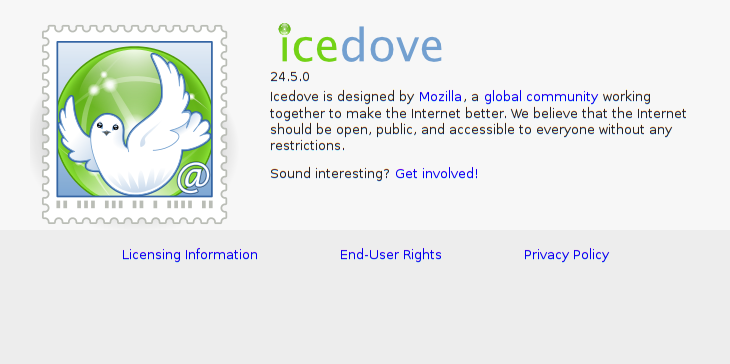 icedove
24.5.0
Icedove is designed by Mozilla, a global community working
together to make the Internet better. We believe that the Internet
should be open, public, and accessible to everyone without any
restrictions.
Sound interesting? Get involved!
@
Licensing Information End-User Rights Privacy Policy